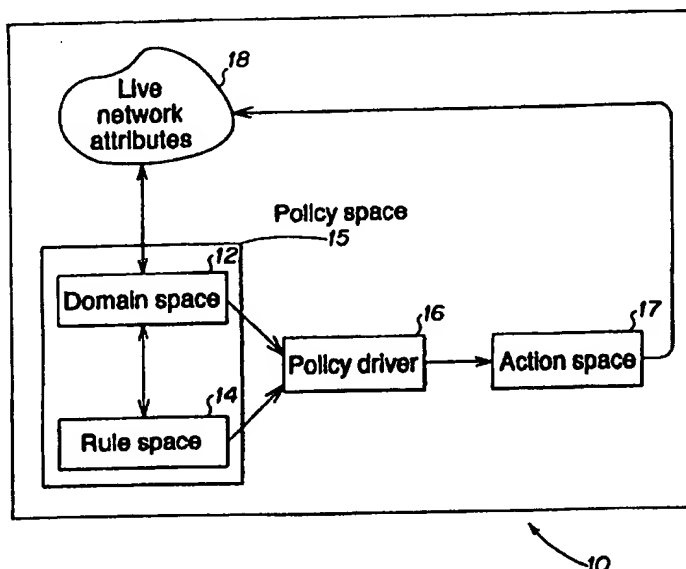 18
Live
network
attributes
Policy space
15
12
Domain space
16
17
Policy driver
Action space
14
Rule space
10